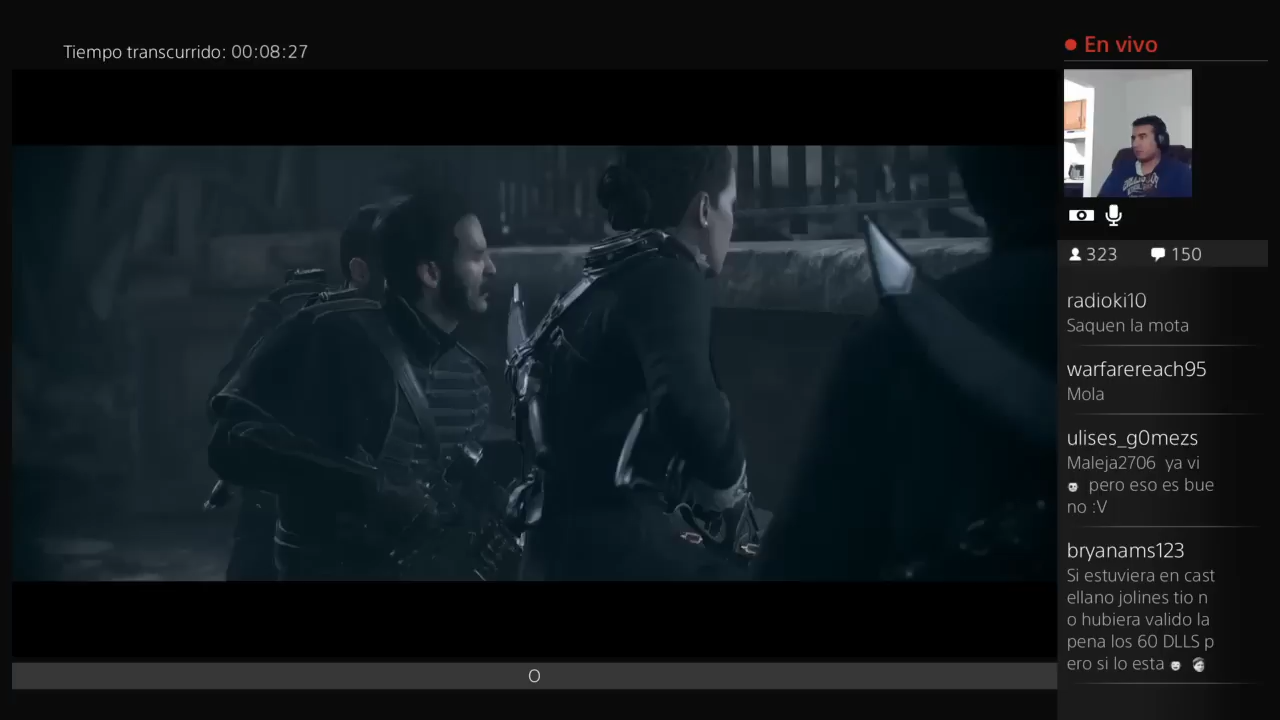 Tiempo transcurrido: 00:08:27
En vivo
323 150
radioki10
Saquen la mota
warfarereach95
Mola
ulises_g0mezs
Maleja2706 ya vi
pero eso es bue
no :V
bryanams123
Si estuviera en cast
ellano jolines tio n
o hubiera valido la
pena los 60 DLLS p
ero si lo esta
O